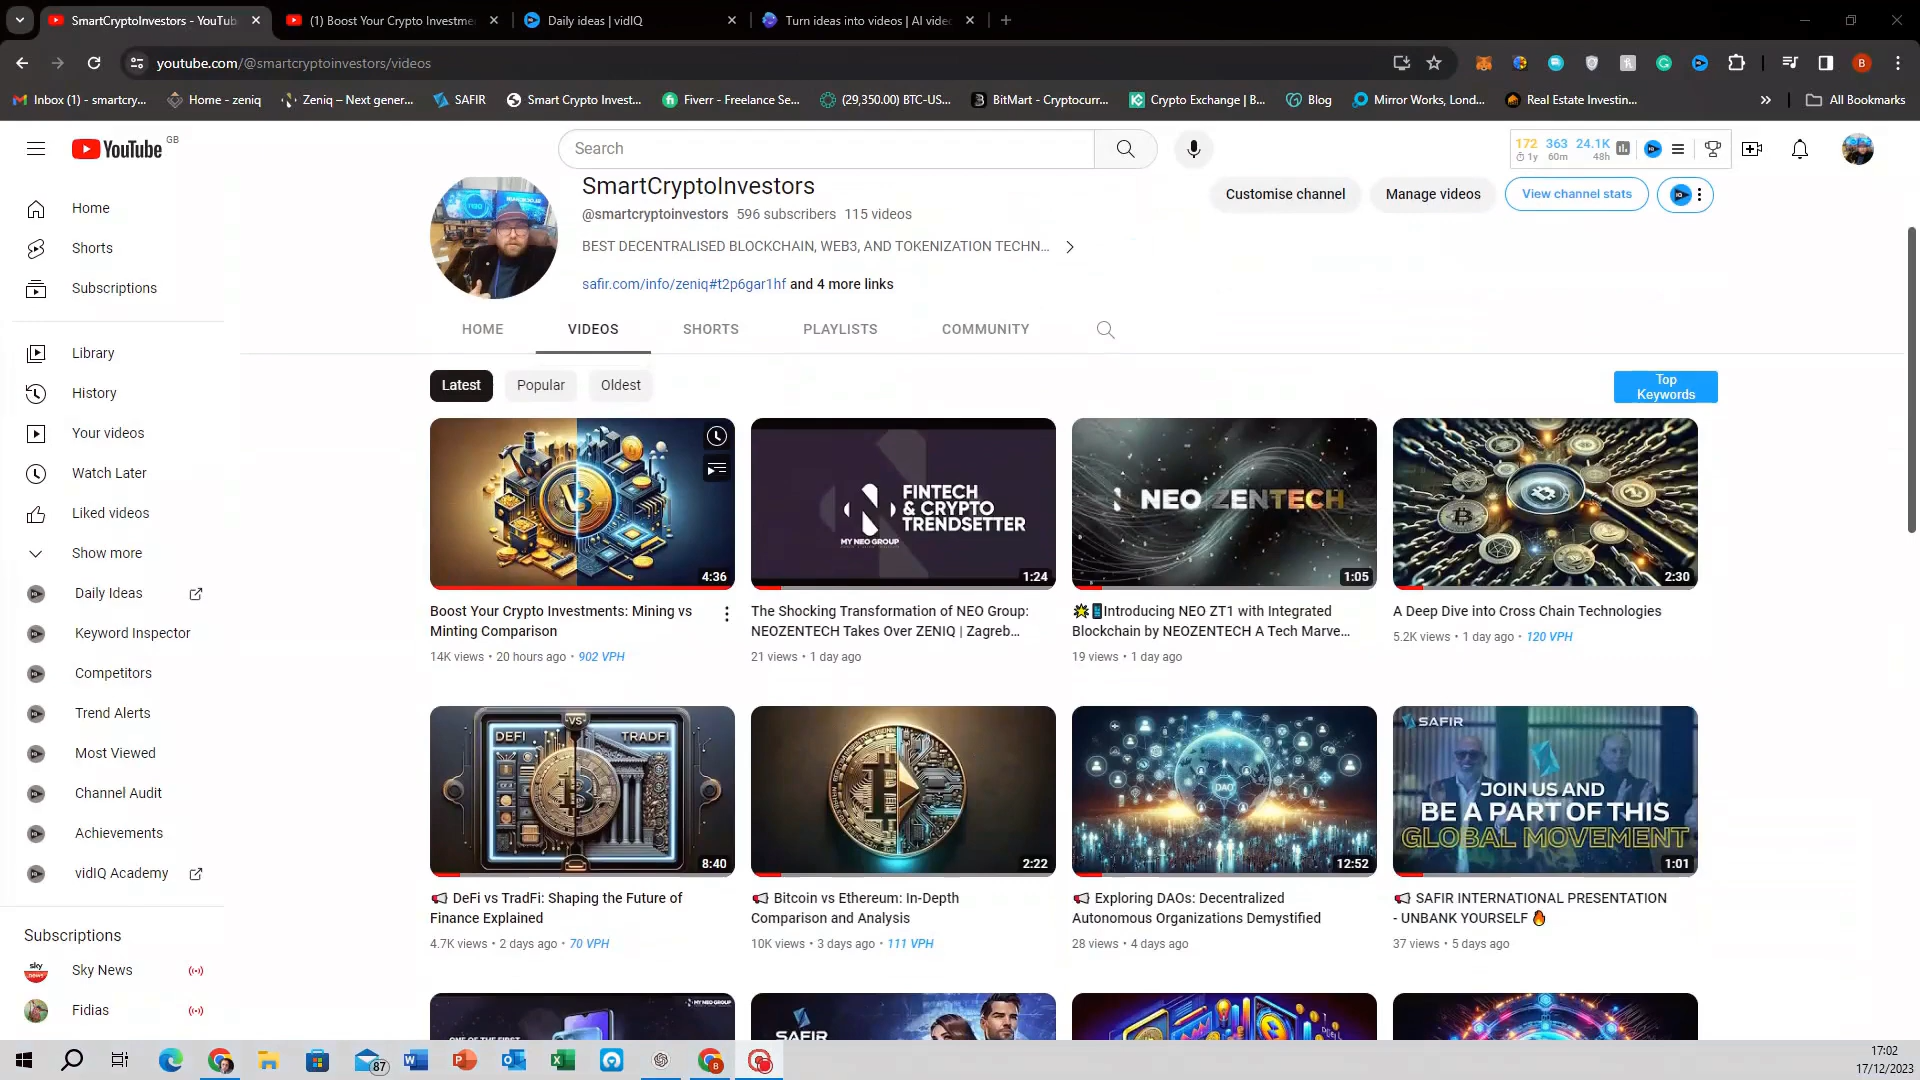 SmartCryptoInvestors - YouTub
(1) Boost Your Crypto Investme
Daily ideas | vidIQ
Turn ideas into videos | AI vide
youtube.com/@smartcryptoinvestors/videos
B
Inbox (1) - smartcry...
Home - zeniq
Zeniq – Next gener...
SAFIR
Smart Crypto Invest...
Fiverr - Freelance Se...
(29,350.00) BTC-US...
BitMart - Cryptocurr...
Crypto Exchange | B...
Blog
Mirror Works, Lond...
Real Estate Investin...
All Bookmarks
YouTube GB
Search
172 363 24.1K
1y 60m 48h
SmartCryptoInvestors
@smartcryptoinvestors 596 subscribers 115 videos
BEST DECENTRALISED BLOCKCHAIN, WEB3, AND TOKENIZATION TECHN...
safir.com/info/zeniq#t2p6gar1hf and 4 more links
Customise channel
Manage videos
View channel stats
HOME
VIDEOS
SHORTS
PLAYLISTS
COMMUNITY
Latest
Popular
Oldest
Top
Keywords
Home
Shorts
Subscriptions
Library
History
Your videos
Watch Later
Liked videos
Show more
Daily Ideas
Keyword Inspector
Competitors
Trend Alerts
Most Viewed
Channel Audit
Achievements
vidIQ Academy
Subscriptions
Sky News
Fidias
4:36
Boost Your Crypto Investments: Mining vs
Minting Comparison
14K views • 20 hours ago • 902 VPH
FINTECH
& CRYPTO
TRENDSETTER
MY NEO GROUP
1:24
The Shocking Transformation of NEO Group:
NEOZENTECH Takes Over ZENIQ | Zagreb...
21 views • 1 day ago
NEO ZENTECH
1:05
🌟📱Introducing NEO ZT1 with Integrated
Blockchain by NEOZENTECH A Tech Marve...
19 views • 1 day ago
2:30
A Deep Dive into Cross Chain Technologies
5.2K views • 1 day ago • 120 VPH
DEFI
VS
TRADFI
8:40
📢 DeFi vs TradFi: Shaping the Future of
Finance Explained
4.7K views • 2 days ago • 70 VPH
2:22
📢 Bitcoin vs Ethereum: In-Depth
Comparison and Analysis
10K views • 3 days ago • 111 VPH
DAO
12:52
📢 Exploring DAOs: Decentralized
Autonomous Organizations Demystified
28 views • 4 days ago
SAFIR
JOIN US AND
BE A PART OF THIS
GLOBAL MOVEMENT
1:01
📢 SAFIR INTERNATIONAL PRESENTATION
- UNBANK YOURSELF 🔥
37 views • 5 days ago
MY NEO GROUP
ONE OF THE FIRST
SAFIR
87
17:02
17/12/2023